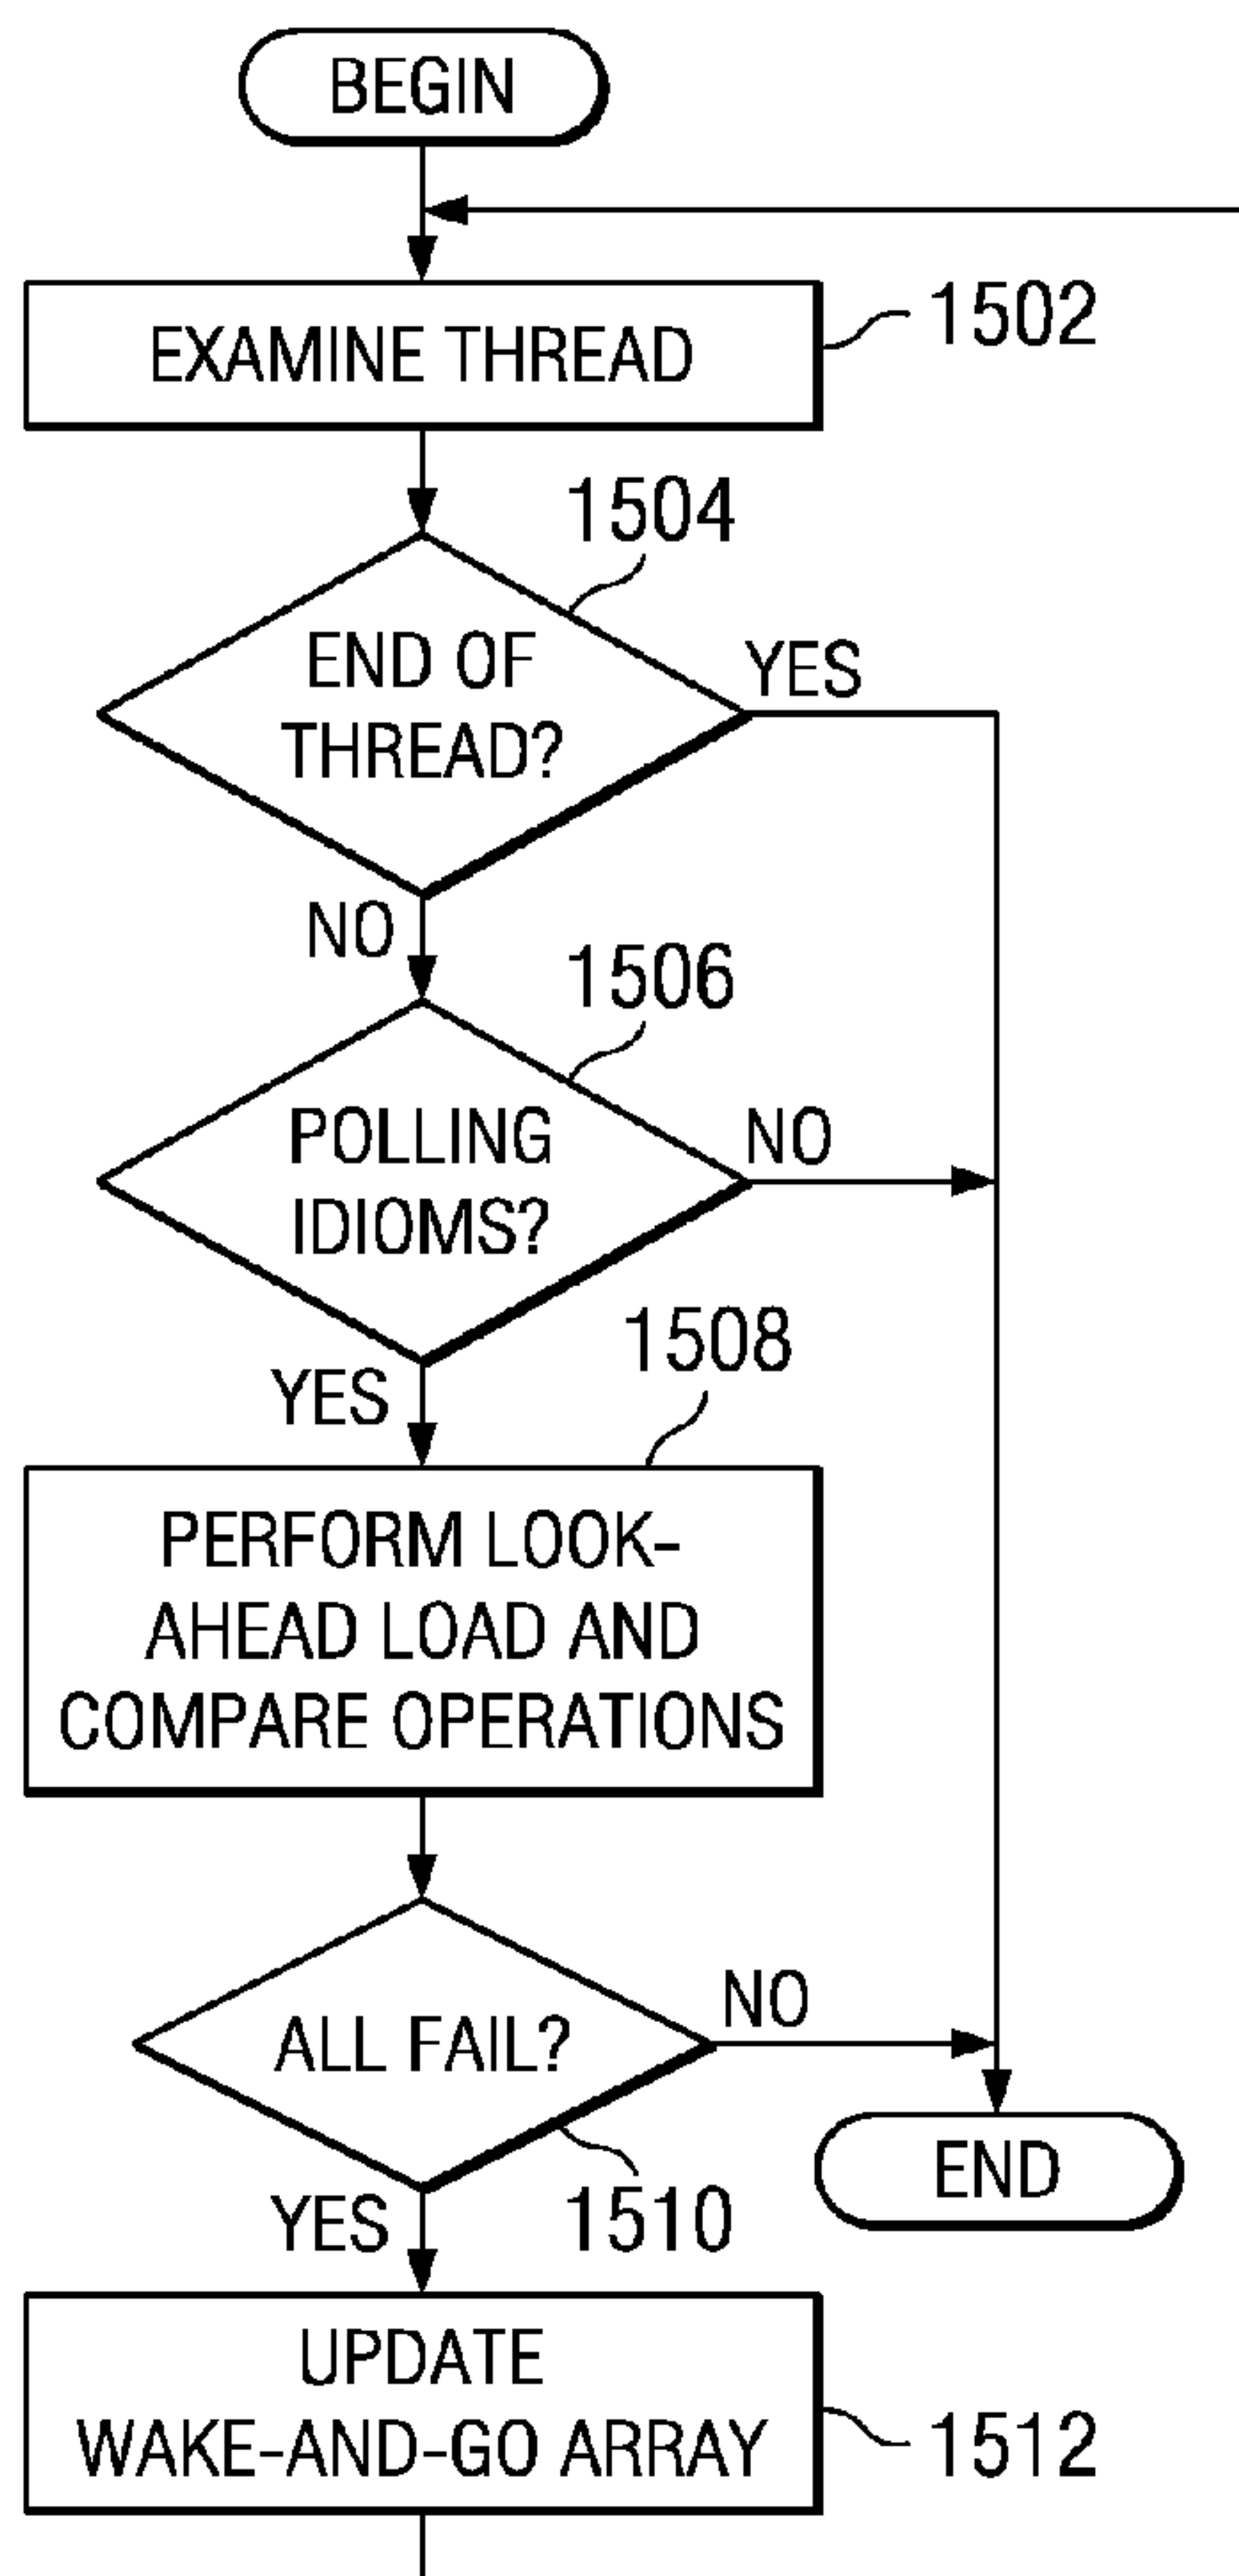 BEGIN
EXAMINE THREAD
1502
1504
END OF
THREAD?
YES
NO
1506
POLLING
IDIOMS?
NO
YES
1508
PERFORM LOOK-
AHEAD LOAD AND
COMPARE OPERATIONS
ALL FAIL?
NO
END
YES
1510
UPDATE
WAKE-AND-GO ARRAY
1512